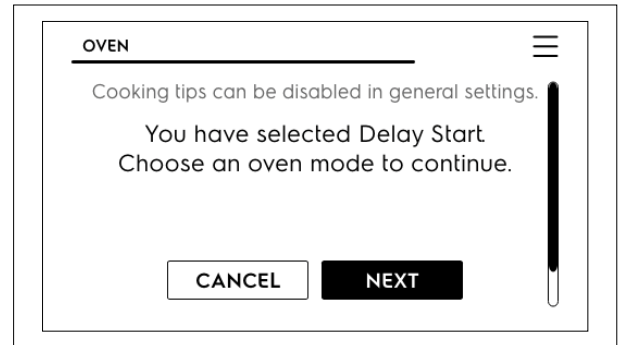 OVEN
Cooking tips can be disabled in general settings.
You have selected Delay Start.
Choose an oven mode to continue.
CANCEL
NEXT